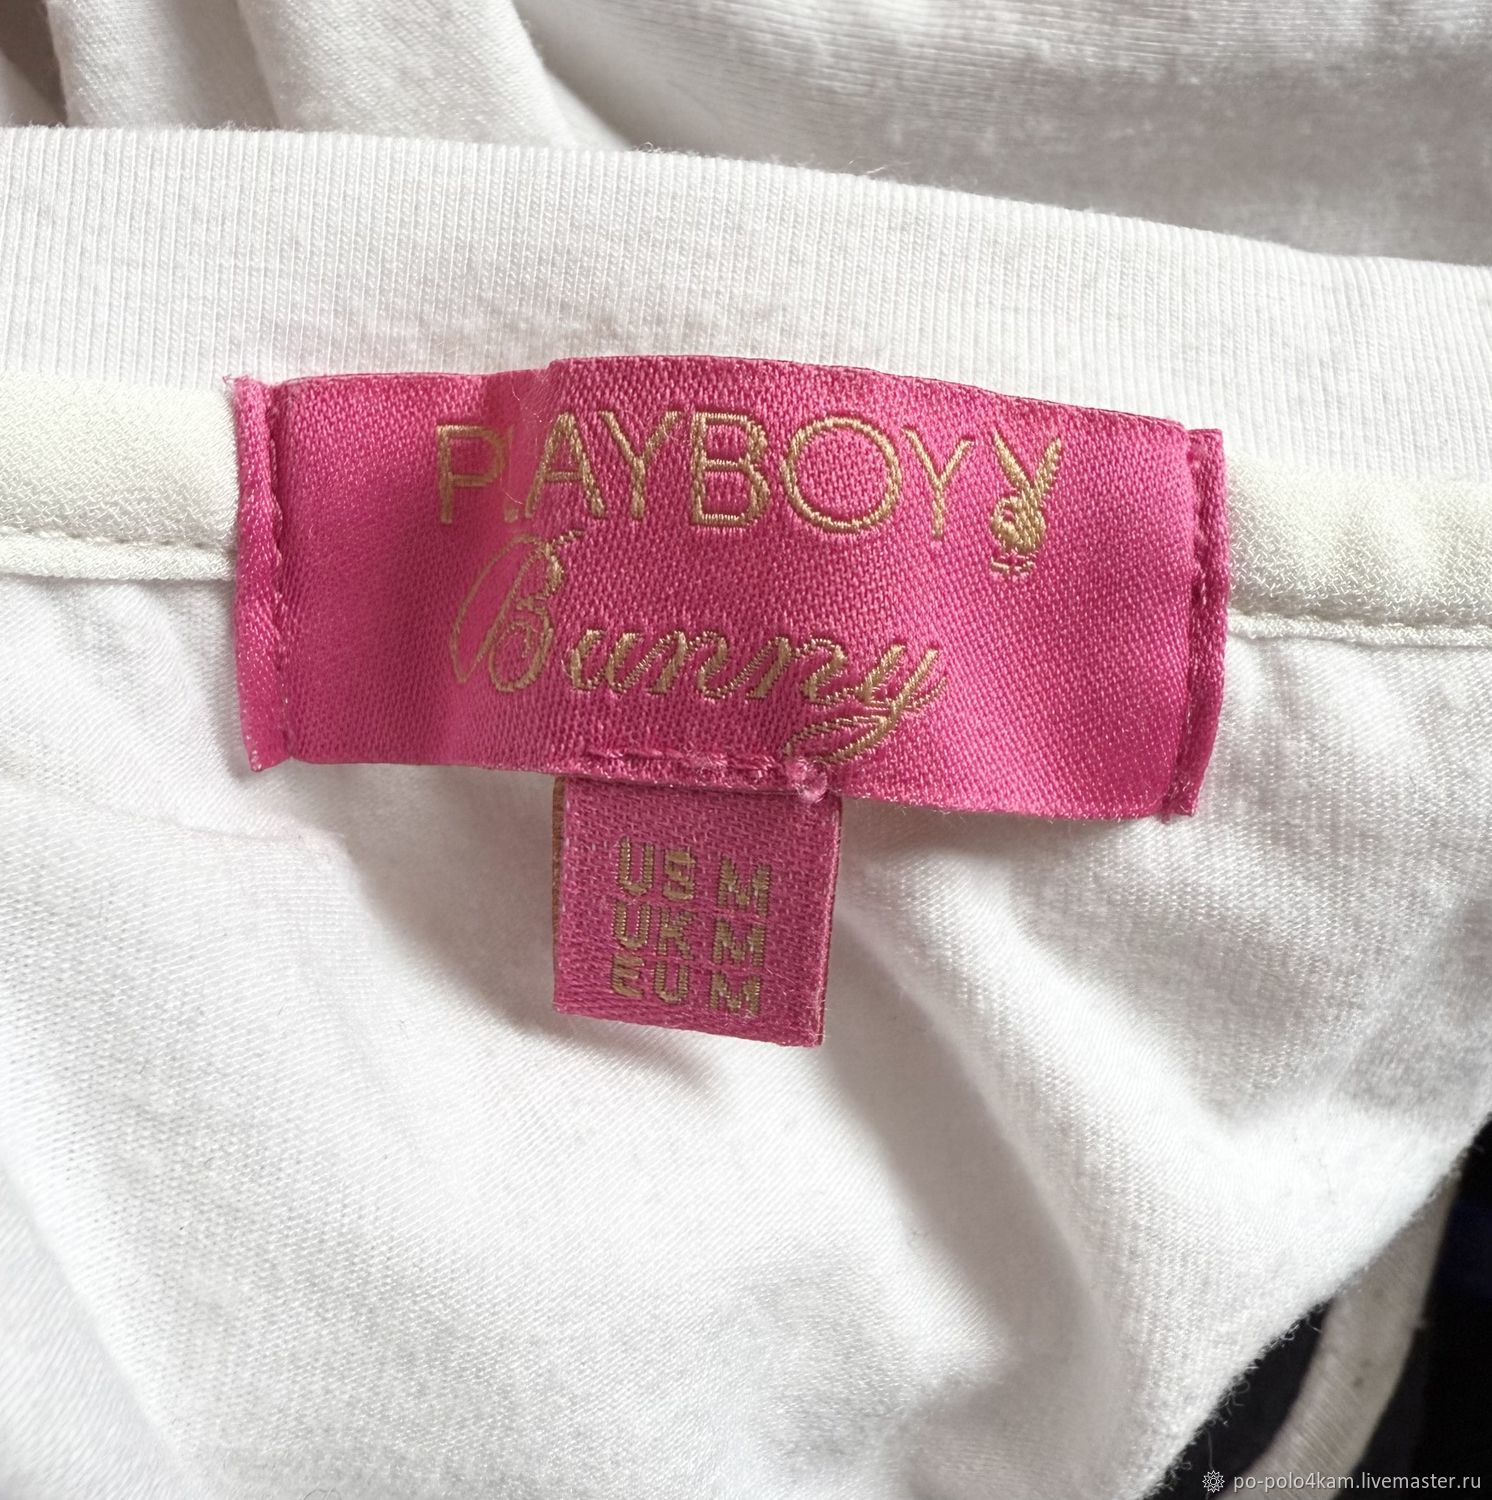 PLAYBOY
Bunny
US M
UK M
EU M
po-polo4kam.livemaster.ru